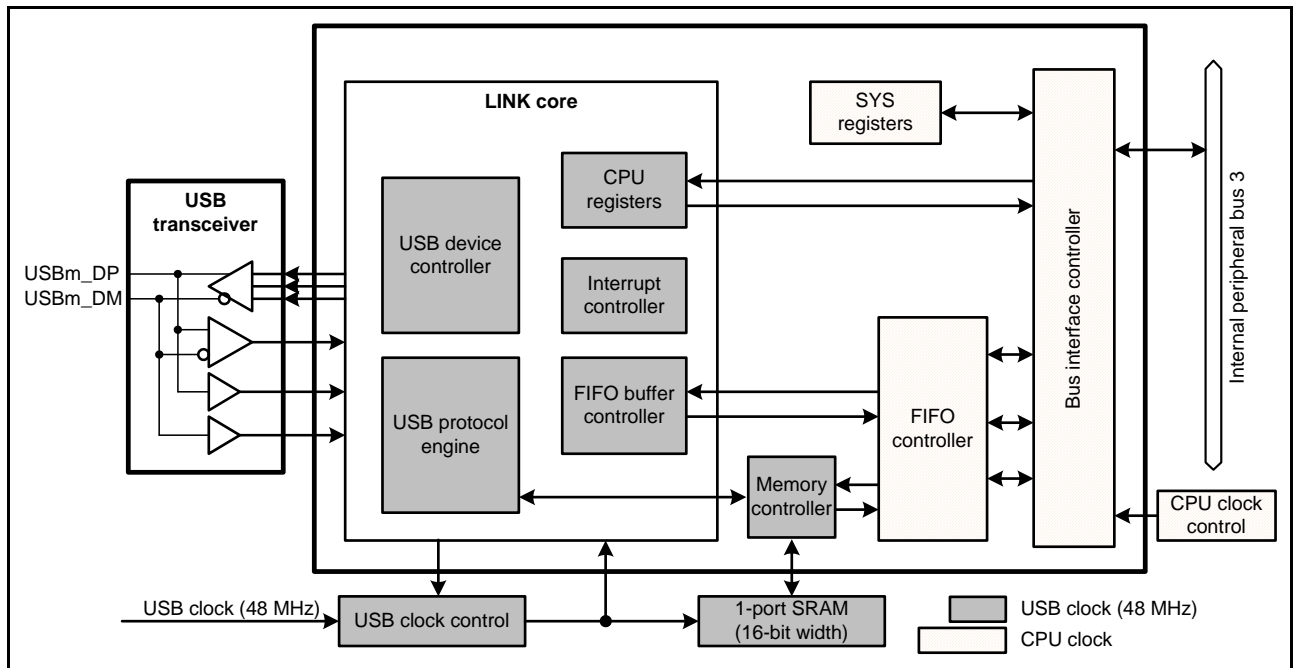 LINK core
SYS
registers
CPU
registers
USB
transceiver
USB device
controller
USBm_DP
USBm_DM
Interrupt
controller
Bus interface controller
Internal peripheral bus 3
FIFO buffer
controller
FIFO
controller
USB protocol
engine
Memory
controller
CPU clock
control
USB clock (48 MHz)
USB clock control
1-port SRAM
(16-bit width)
USB clock (48 MHz)
CPU clock